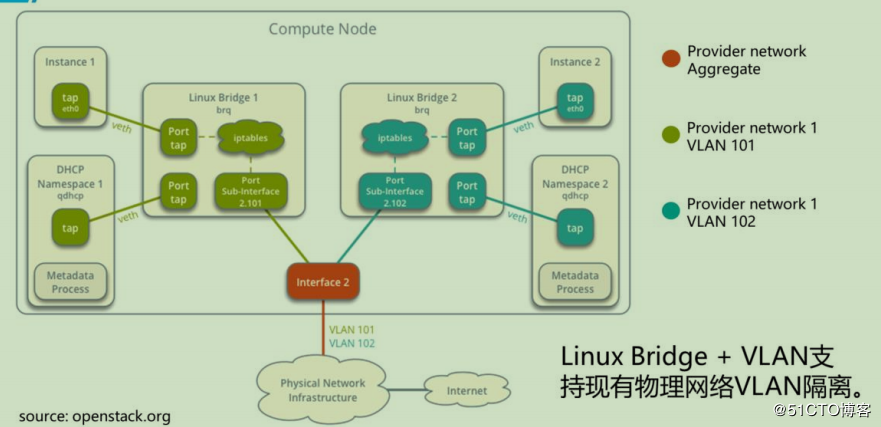 Compute Node
Instance 1
tap
eth0
veth
DHCP
Namespace 1
qdhcp
tap
veth
Metadata
Process
Linux Bridge 1
brq
Port
tap
iptables
Port
tap
Port
Sub-Interface
2.101
Linux Bridge 2
brq
iptables
Port
tap
Port
Sub-Interface
2.102
Port
tap
Instance 2
tap
eth0
veth
DHCP
Namespace 2
qdhcp
tap
veth
Metadata
Process
Interface 2
VLAN 101
VLAN 102
Physical Network
Infrastructure
Internet
Provider network
Aggregate
Provider network 1
VLAN 101
Provider network 1
VLAN 102
Linux Bridge + VLAN支
持现有物理网络VLAN隔离。
source: openstack.org
@51CTO博客